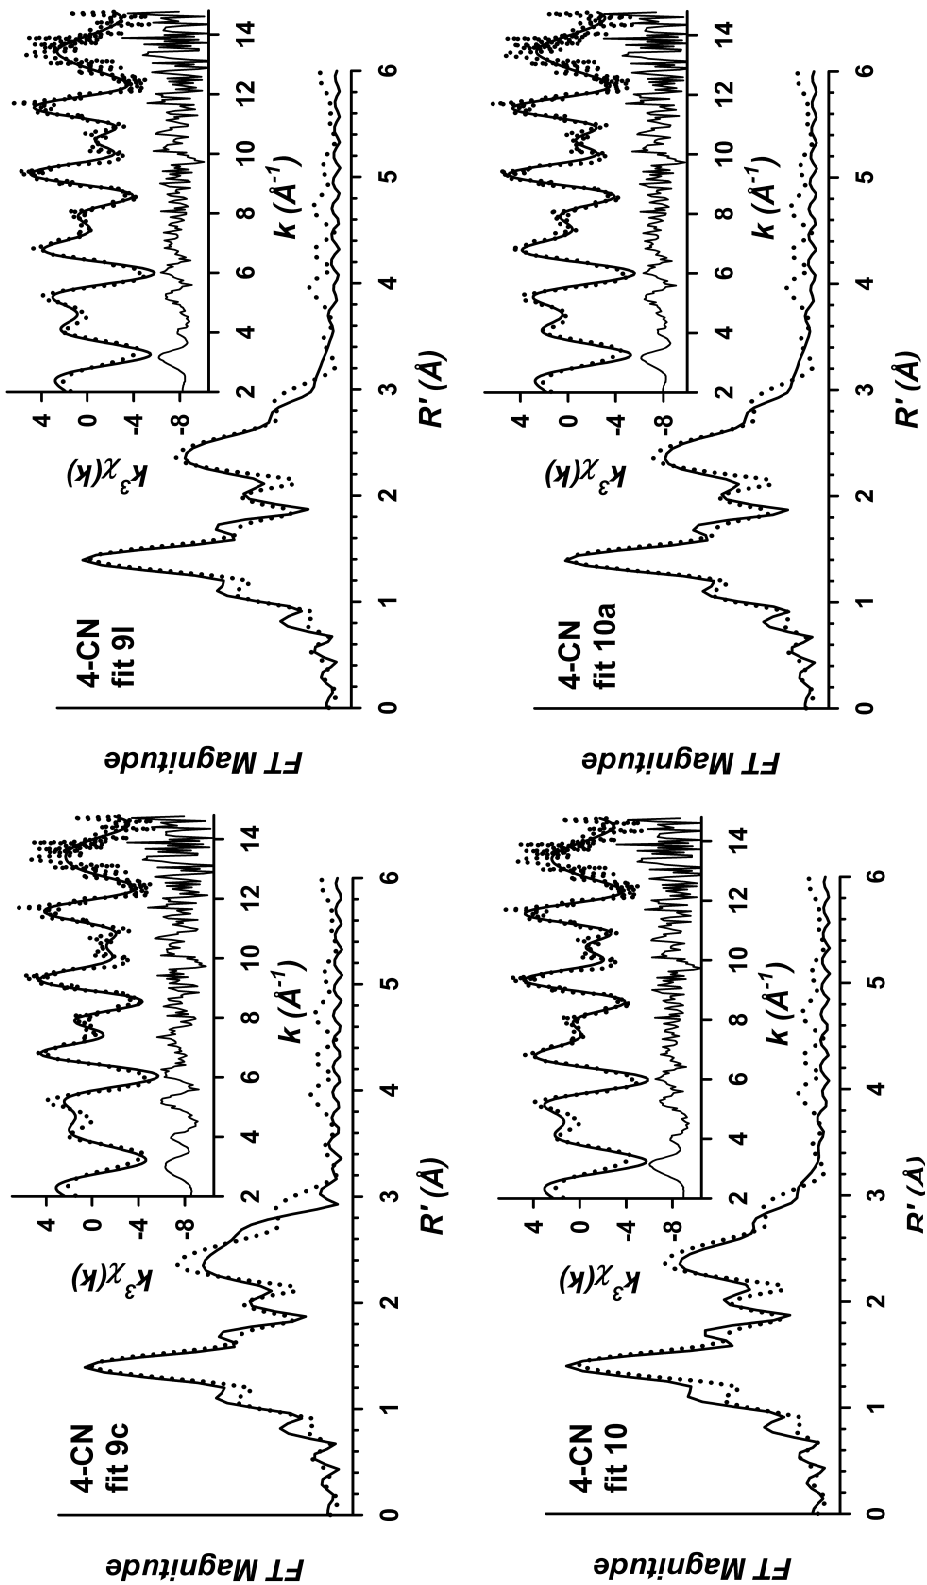 4-CN
fit 9c
FT Magnitude
k³χ(k)
4
0
-4
-8
2 4 6 8 10 12 14
k (Å⁻¹)
0 1 2 3 4 5 6
R' (Å)
4-CN
fit 9l
FT Magnitude
k³χ(k)
4
0
-4
-8
2 4 6 8 10 12 14
k (Å⁻¹)
0 1 2 3 4 5 6
R' (Å)
4-CN
fit 10
FT Magnitude
k³χ(k)
4
0
-4
-8
2 4 6 8 10 12 14
k (Å⁻¹)
0 1 2 3 4 5 6
R' (Å)
4-CN
fit 10a
FT Magnitude
k³χ(k)
4
0
-4
-8
2 4 6 8 10 12 14
k (Å⁻¹)
0 1 2 3 4 5 6
R' (Å)